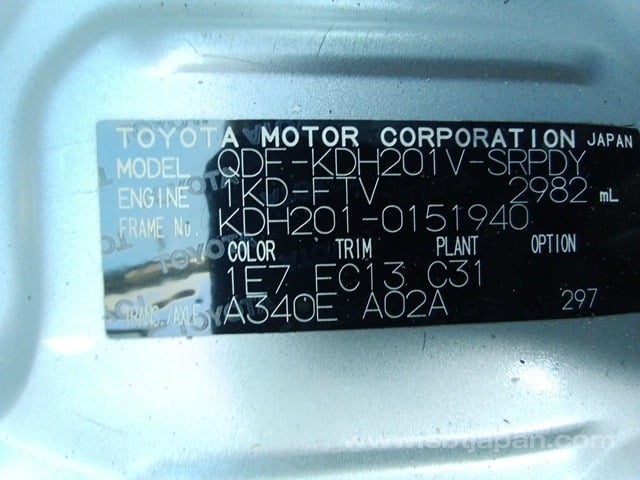 TOYOTA MOTOR CORPORATION JAPAN
MODEL QDF-KDH201V-SRPDY
ENGINE 1KD-FTV 2982 mL
FRAME No. KDH201-0151940
COLOR TRIM PLANT OPTION
1E7 FC13 C31
TRANS./AXLE A340E A02A 297
www.sbtjapan.com